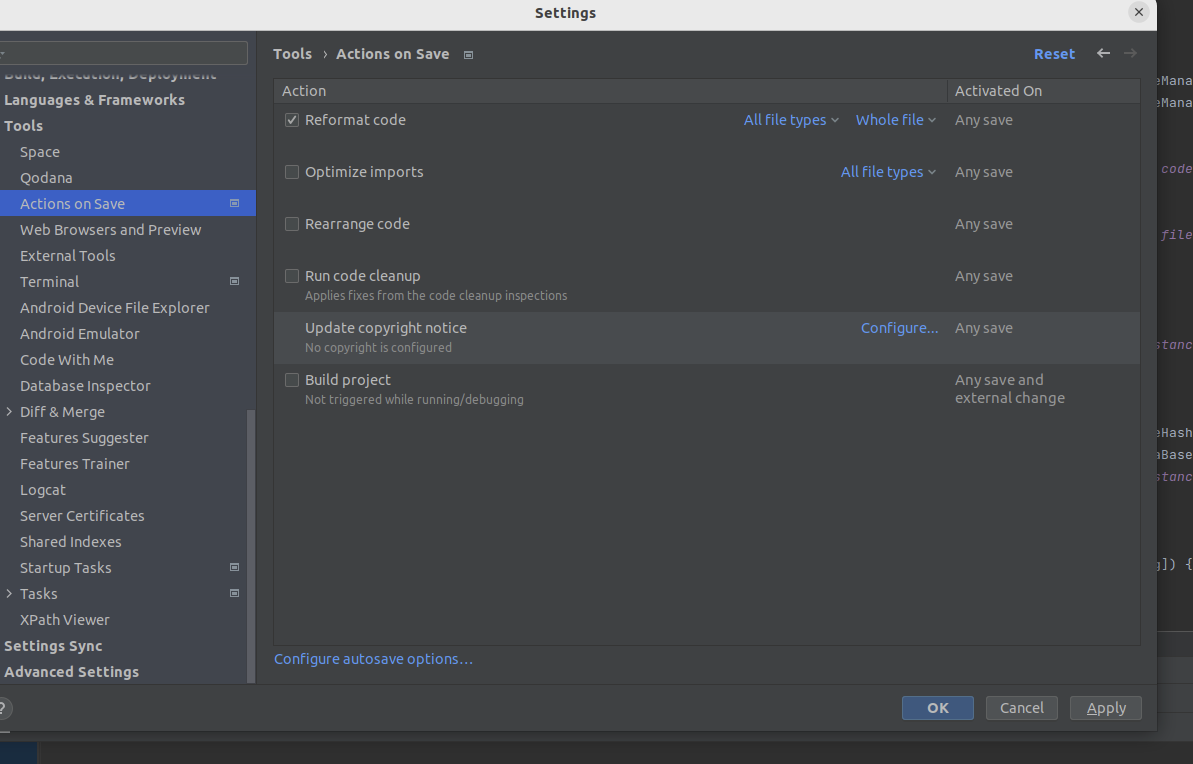 Settings
Tools › Actions on Save
Reset
Build, Execution, Deployment
Languages & Frameworks
Tools
Space
Qodana
Actions on Save
Web Browsers and Preview
External Tools
Terminal
Android Device File Explorer
Android Emulator
Code With Me
Database Inspector
Diff & Merge
Features Suggester
Features Trainer
Logcat
Server Certificates
Shared Indexes
Startup Tasks
Tasks
XPath Viewer
Settings Sync
Advanced Settings
Action Activated On
Reformat code All file types Whole file Any save
Optimize imports All file types Any save
Rearrange code Any save
Run code cleanup Any save
Applies fixes from the code cleanup inspections
Update copyright notice Configure... Any save
No copyright is configured
Build project Any save and
Not triggered while running/debugging external change
Configure autosave options...
? OK Cancel Apply
eMana
eMana
code
file
stanc
eHash
aBase
stanc
g]) {